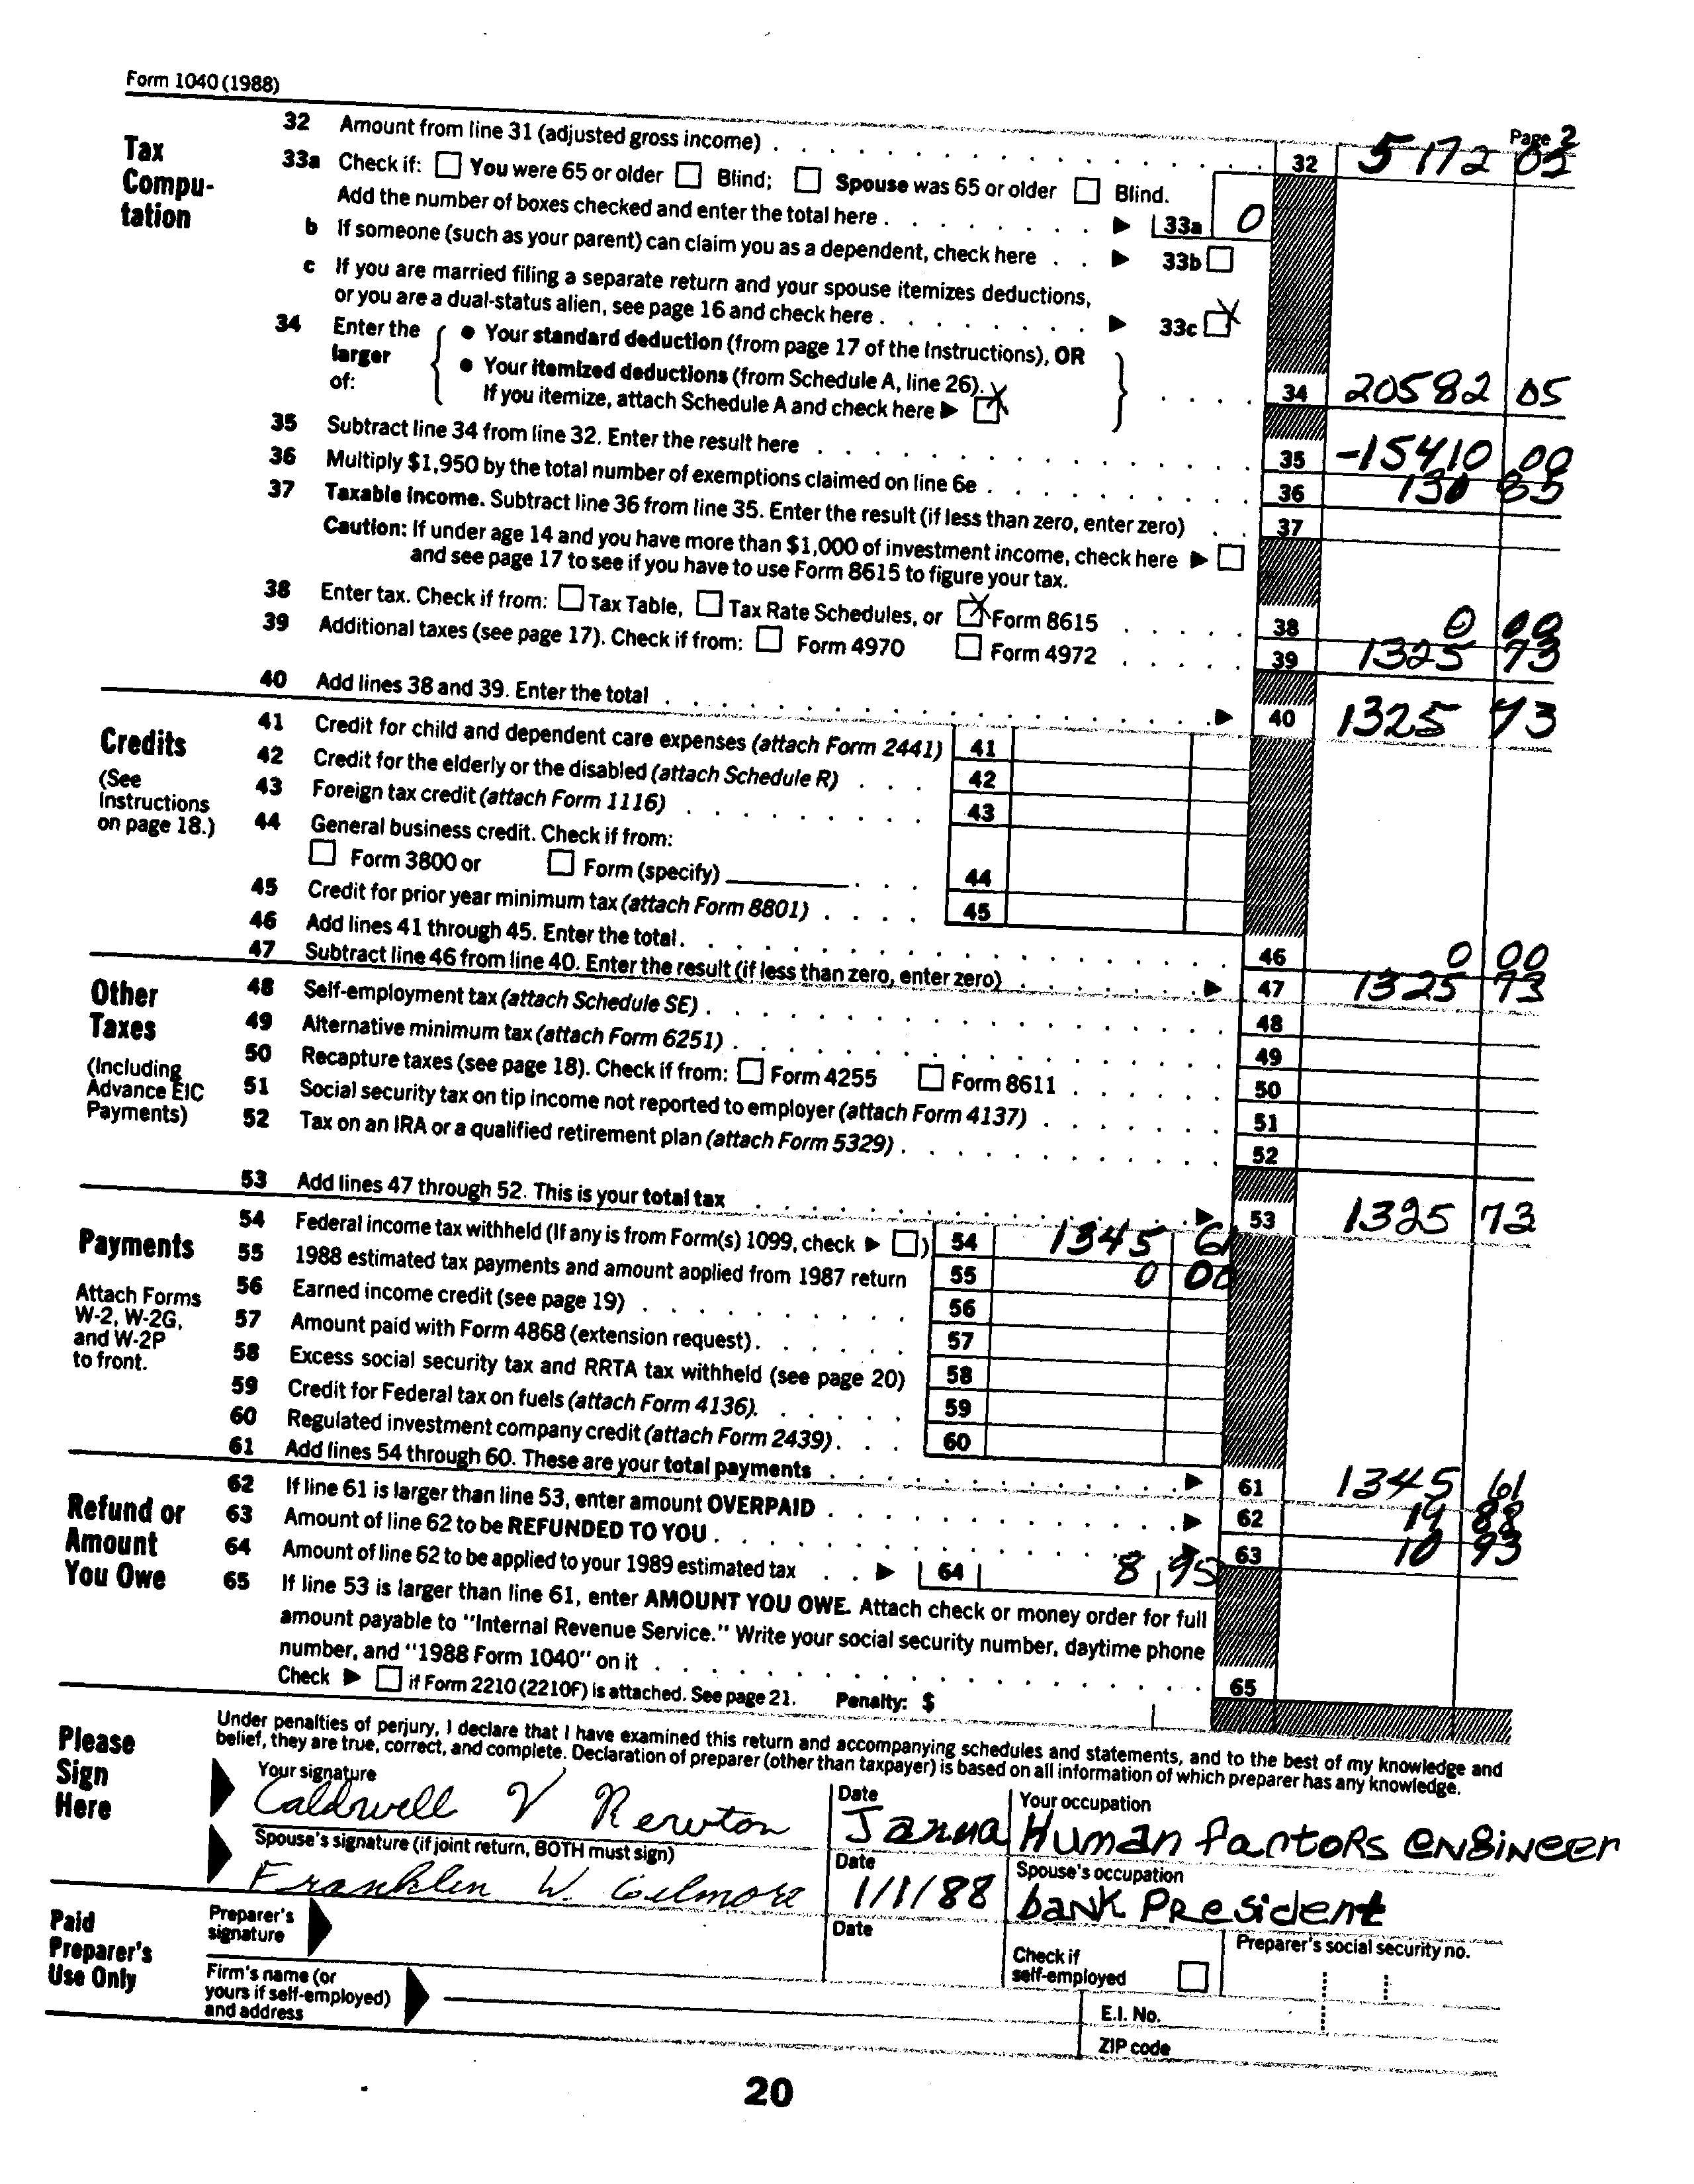 Form 1040 (1988)
Page 2
Tax Compu-tation
32 Amount from line 31 (adjusted gross income) 32 5172 05
33a Check if: You were 65 or older Blind; Spouse was 65 or older Blind.
Add the number of boxes checked and enter the total here 33a 0
b If someone (such as your parent) can claim you as a dependent, check here 33b
c If you are married filing a separate return and your spouse itemizes deductions,
or you are a dual-status alien, see page 16 and check here 33c X
34 Enter the larger of:
• Your standard deduction (from page 17 of the Instructions), OR
• Your itemized deductions (from Schedule A, line 26).
If you itemize, attach Schedule A and check here X 34 20582 05
35 Subtract line 34 from line 32. Enter the result here 35 -15410 00
36 Multiply $1,950 by the total number of exemptions claimed on line 6e 36 130 85
37 Taxable income. Subtract line 36 from line 35. Enter the result (if less than zero, enter zero) 37
Caution: If under age 14 and you have more than $1,000 of investment income, check here
and see page 17 to see if you have to use Form 8615 to figure your tax.
38 Enter tax. Check if from: Tax Table, Tax Rate Schedules, or X Form 8615 38 0 00
39 Additional taxes (see page 17). Check if from: Form 4970 Form 4972 39 1325 73
40 Add lines 38 and 39. Enter the total 40 1325 73
Credits
(See Instructions on page 18.)
41 Credit for child and dependent care expenses (attach Form 2441) 41
42 Credit for the elderly or the disabled (attach Schedule R) 42
43 Foreign tax credit (attach Form 1116) 43
44 General business credit. Check if from:
Form 3800 or Form (specify) 44
45 Credit for prior year minimum tax (attach Form 8801) 45
46 Add lines 41 through 45. Enter the total. 46 0 00
47 Subtract line 46 from line 40. Enter the result (if less than zero, enter zero) 47 1325 73
Other Taxes
(Including Advance EIC Payments)
48 Self-employment tax (attach Schedule SE) 48
49 Alternative minimum tax (attach Form 6251) 49
50 Recapture taxes (see page 18). Check if from: Form 4255 Form 8611 50
51 Social security tax on tip income not reported to employer (attach Form 4137) 51
52 Tax on an IRA or a qualified retirement plan (attach Form 5329) 52
53 Add lines 47 through 52. This is your total tax 53 1325 73
Payments
Attach Forms W-2, W-2G, and W-2P to front.
54 Federal income tax withheld (If any is from Form(s) 1099, check ) 54 1345 61
55 1988 estimated tax payments and amount applied from 1987 return 55 0 00
56 Earned income credit (see page 19) 56
57 Amount paid with Form 4868 (extension request) 57
58 Excess social security tax and RRTA tax withheld (see page 20) 58
59 Credit for Federal tax on fuels (attach Form 4136). 59
60 Regulated investment company credit (attach Form 2439) 60
61 Add lines 54 through 60. These are your total payments 61 1345 61
Refund or Amount You Owe
62 If line 61 is larger than line 53, enter amount OVERPAID 62 19 88
63 Amount of line 62 to be REFUNDED TO YOU 63 10 93
64 Amount of line 62 to be applied to your 1989 estimated tax 64 8 95
65 If line 53 is larger than line 61, enter AMOUNT YOU OWE. Attach check or money order for full
amount payable to "Internal Revenue Service." Write your social security number, daytime phone
number, and "1988 Form 1040" on it 65
Check if Form 2210 (2210F) is attached. See page 21. Penalty: $
Please Sign Here
Under penalties of perjury, I declare that I have examined this return and accompanying schedules and statements, and to the best of my knowledge and
belief, they are true, correct, and complete. Declaration of preparer (other than taxpayer) is based on all information of which preparer has any knowledge.
Your signature Date Your occupation
Caldwell V Newton Janua Human factors engineer
Spouse's signature (if joint return, BOTH must sign) Date Spouse's occupation
Franklin W. Gilmore 1/1/88 bank President
Paid Preparer's Use Only
Preparer's signature Date Check if self-employed Preparer's social security no.
Firm's name (or yours if self-employed) and address
E.I. No.
ZIP code
20